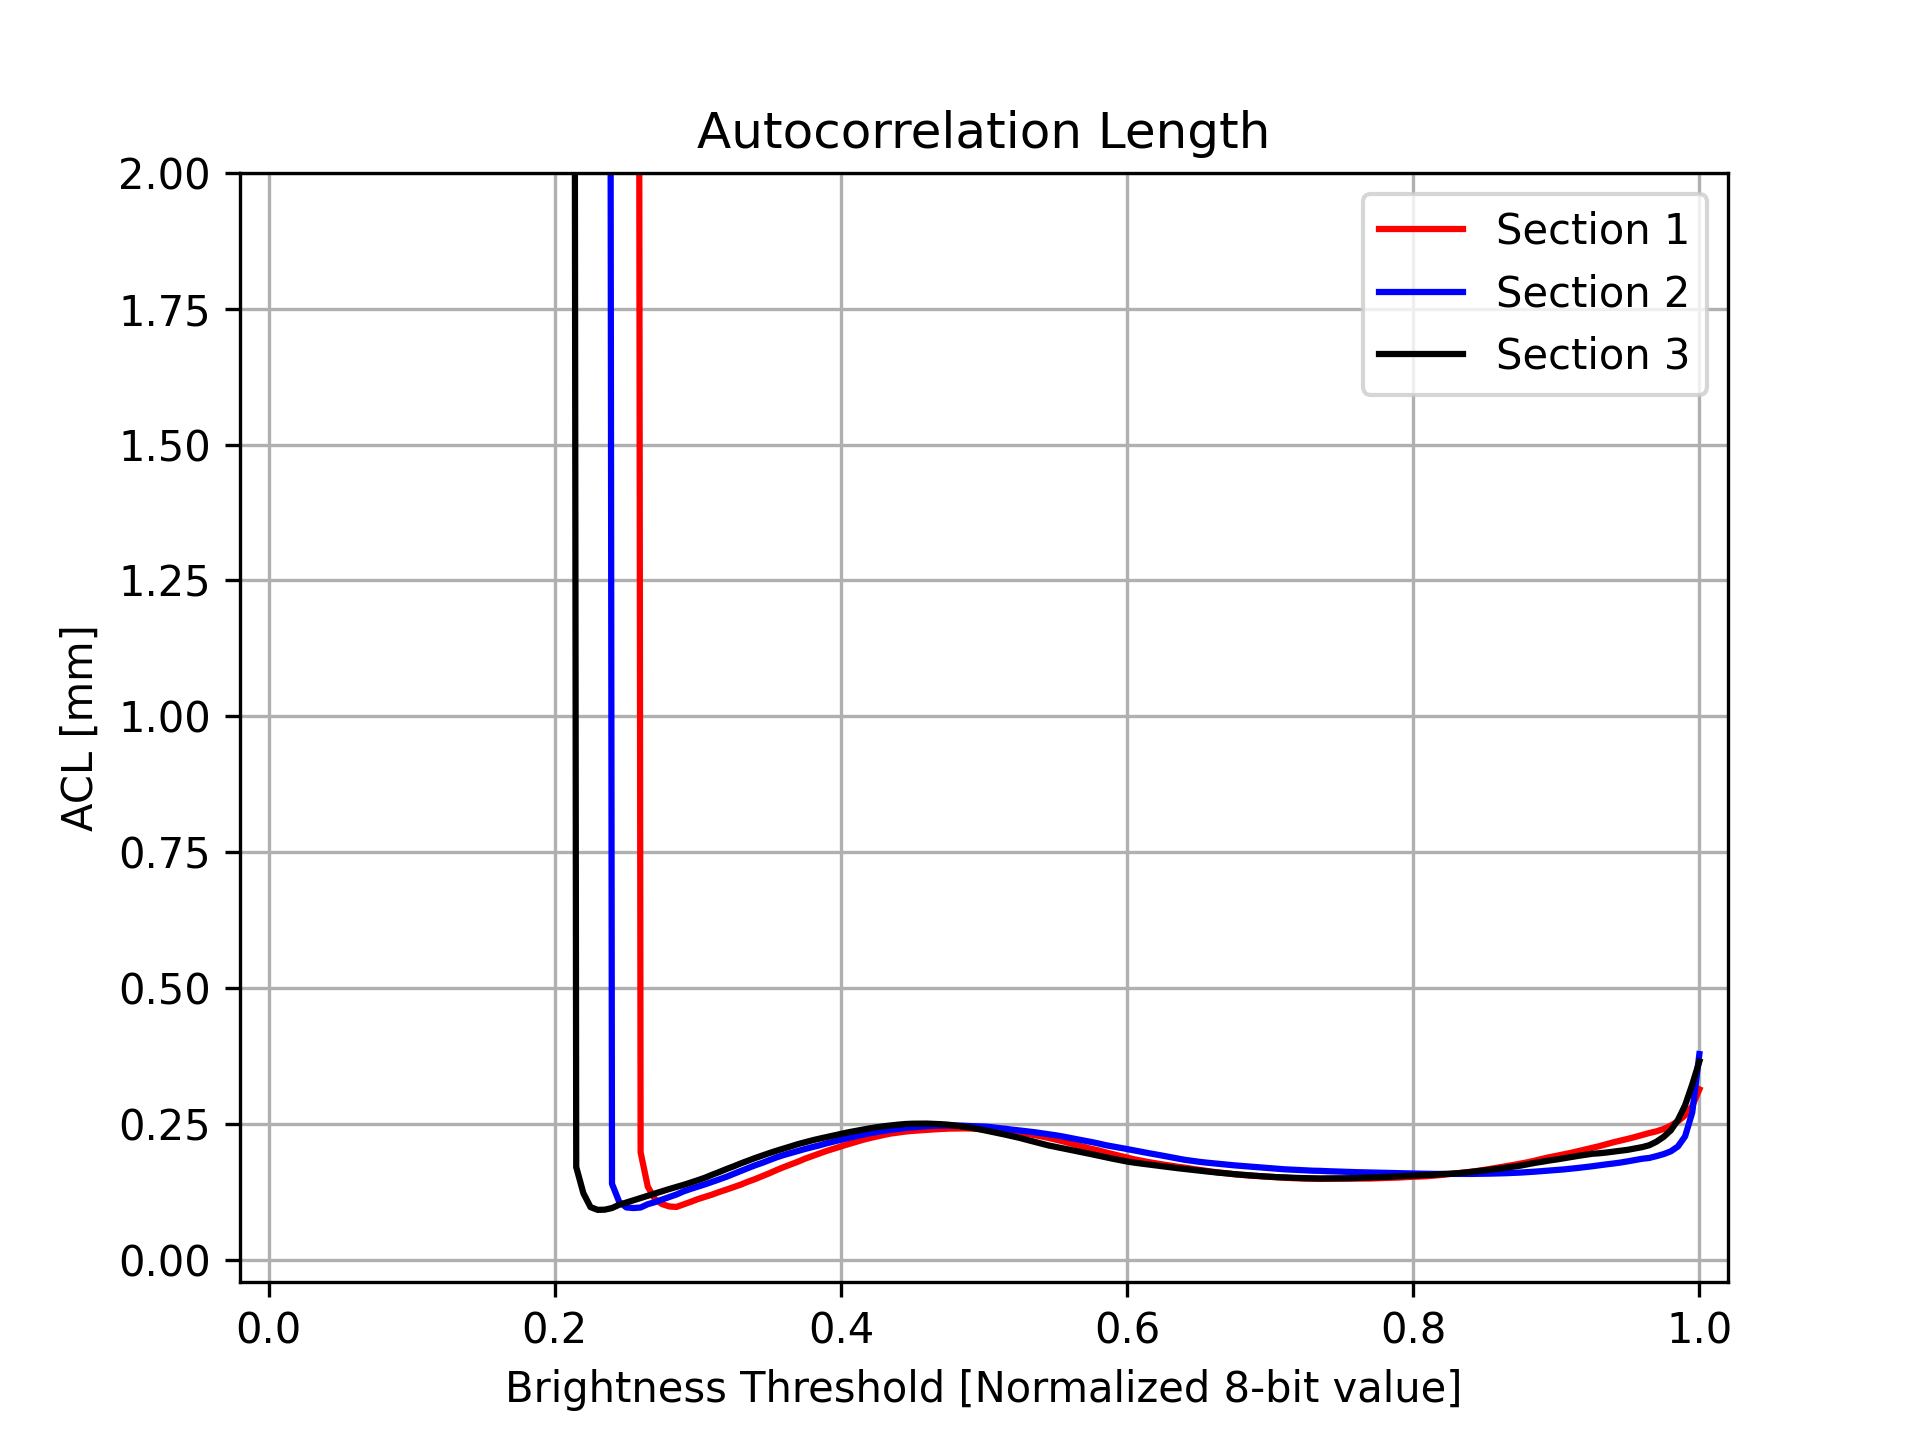 Autocorrelation Length
2.00
1.75
1.50
1.25
1.00
0.75
0.50
0.25
0.00
ACL [mm]
Section 1
Section 2
Section 3
0.0 0.2 0.4 0.6 0.8 1.0
Brightness Threshold [Normalized 8-bit value]